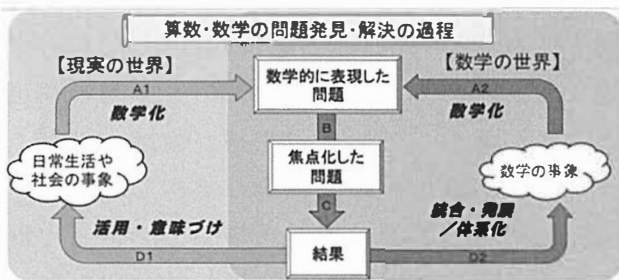 算数・数学の問題発見・解決の過程
【現実の世界】
【数学の世界】
A1
数学化
数学的に表現した
問題
A2
数学化
B
日常生活や
社会の事象
焦点化した
問題
数学の事象
C
活用・意味づけ
統合・発展
／体系化
D1
結果
D2